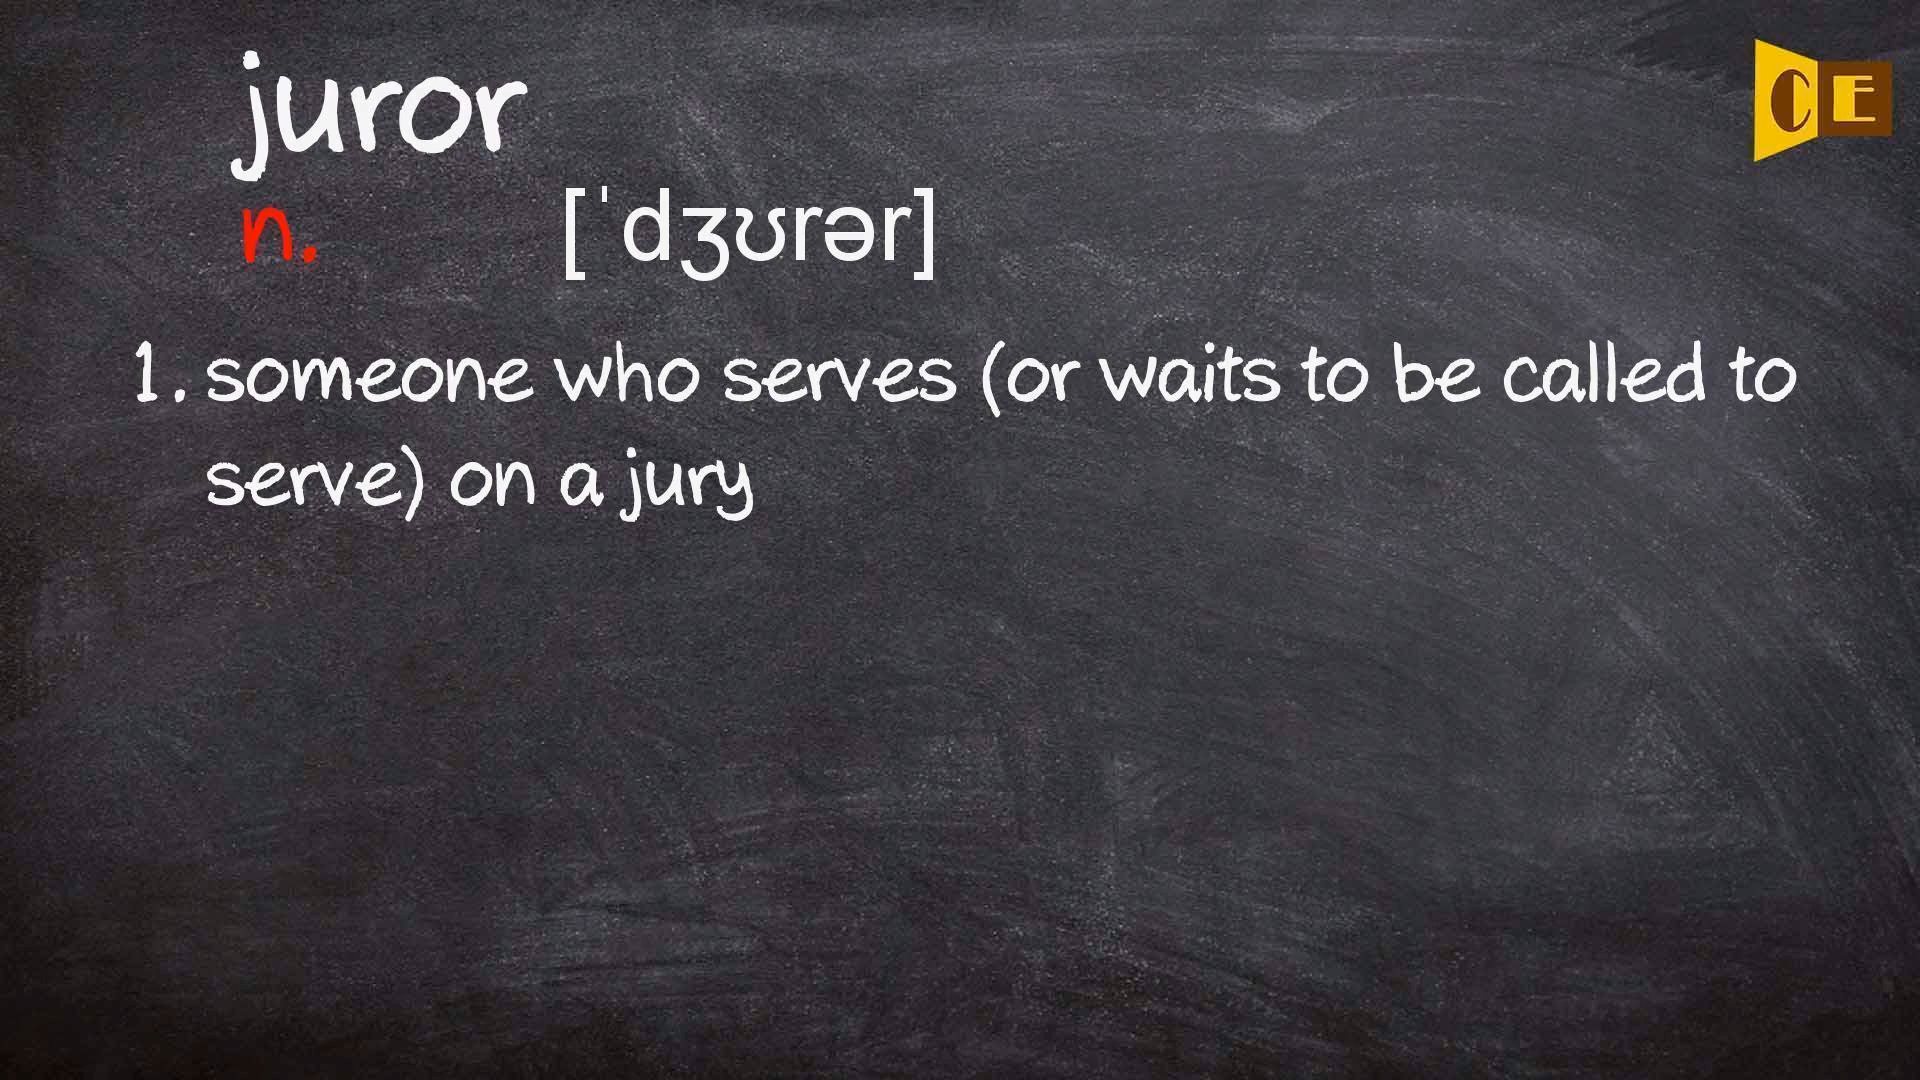 juror
CE
n. [ˈdʒʊrər]
1. someone who serves (or waits to be called to
serve) on a jury